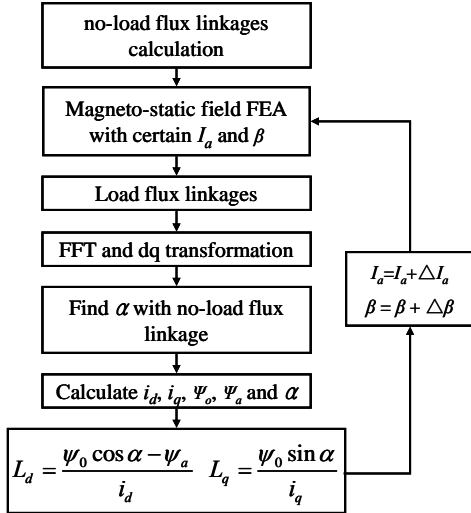 no-load flux linkages
calculation
Magneto-static field FEA
with certain Iₐ and β
Load flux linkages
FFT and dq transformation
Find α with no-load flux
linkage
Calculate i_d, i_q, Ψ_o, Ψ_a and α
L_d = (ψ_0 cos α − ψ_a) / i_d L_q = (ψ_0 sin α) / i_q
I_a=I_a+△I_a
β = β + △β